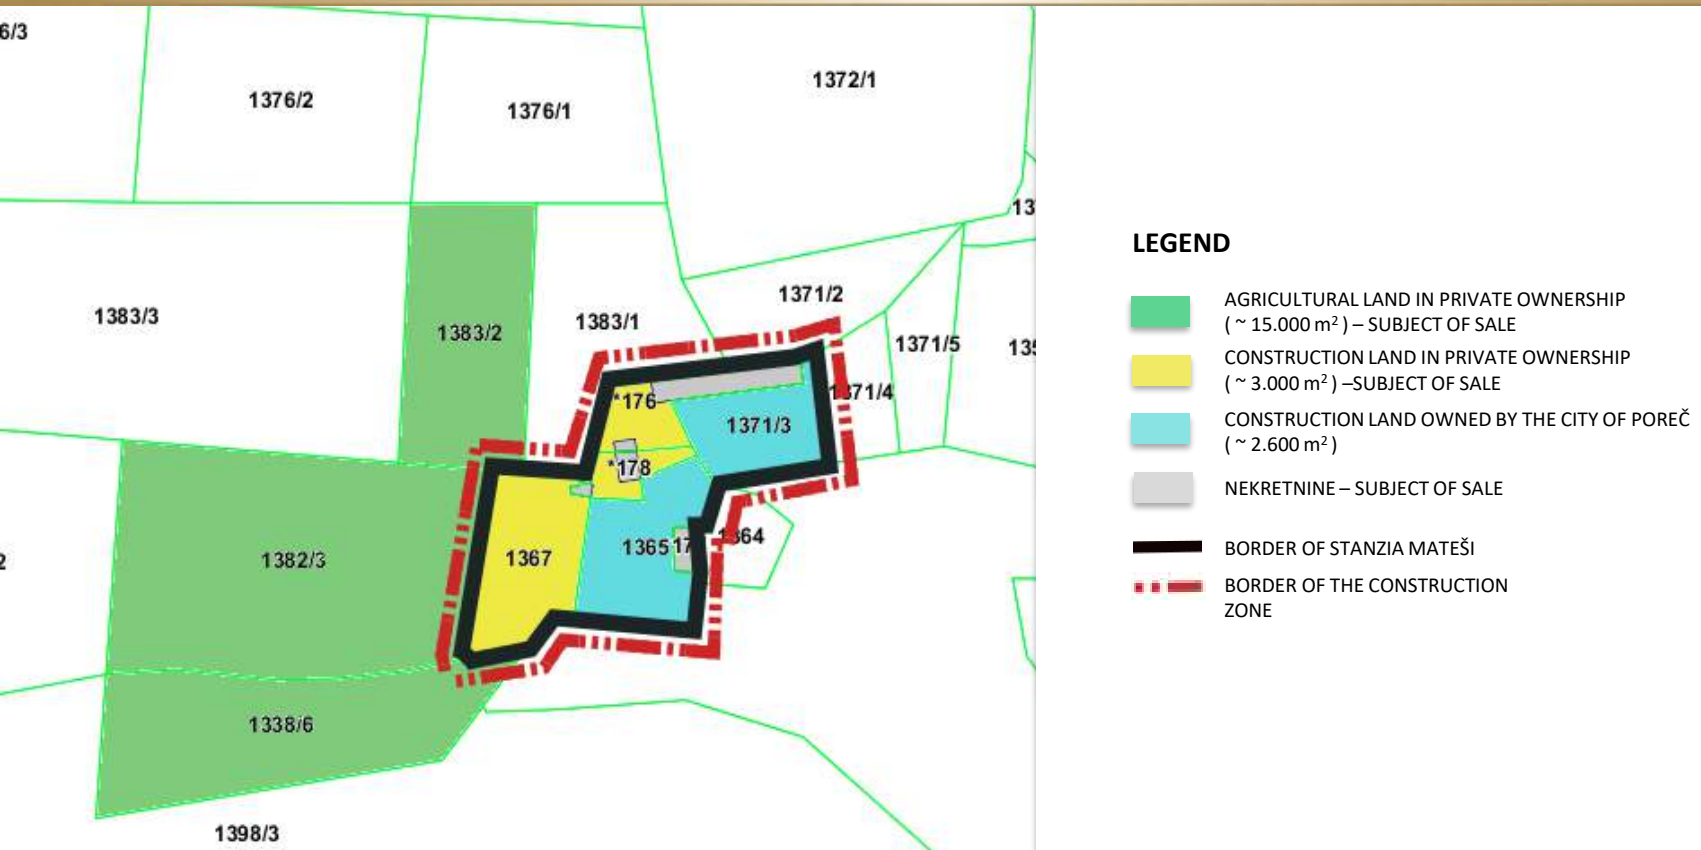 6/3
1376/2
1376/1
1372/1
1383/3
1383/2
1383/1
1371/2
1371/5
1371/4
*176
1371/3
*178
1382/3
1367
1365
1364
1338/6
1398/3
LEGEND
AGRICULTURAL LAND IN PRIVATE OWNERSHIP
( ~ 15.000 m² ) – SUBJECT OF SALE
CONSTRUCTION LAND IN PRIVATE OWNERSHIP
( ~ 3.000 m² ) –SUBJECT OF SALE
CONSTRUCTION LAND OWNED BY THE CITY OF POREČ
( ~ 2.600 m² )
NEKRETNINE – SUBJECT OF SALE
BORDER OF STANZIA MATEŠI
BORDER OF THE CONSTRUCTION
ZONE